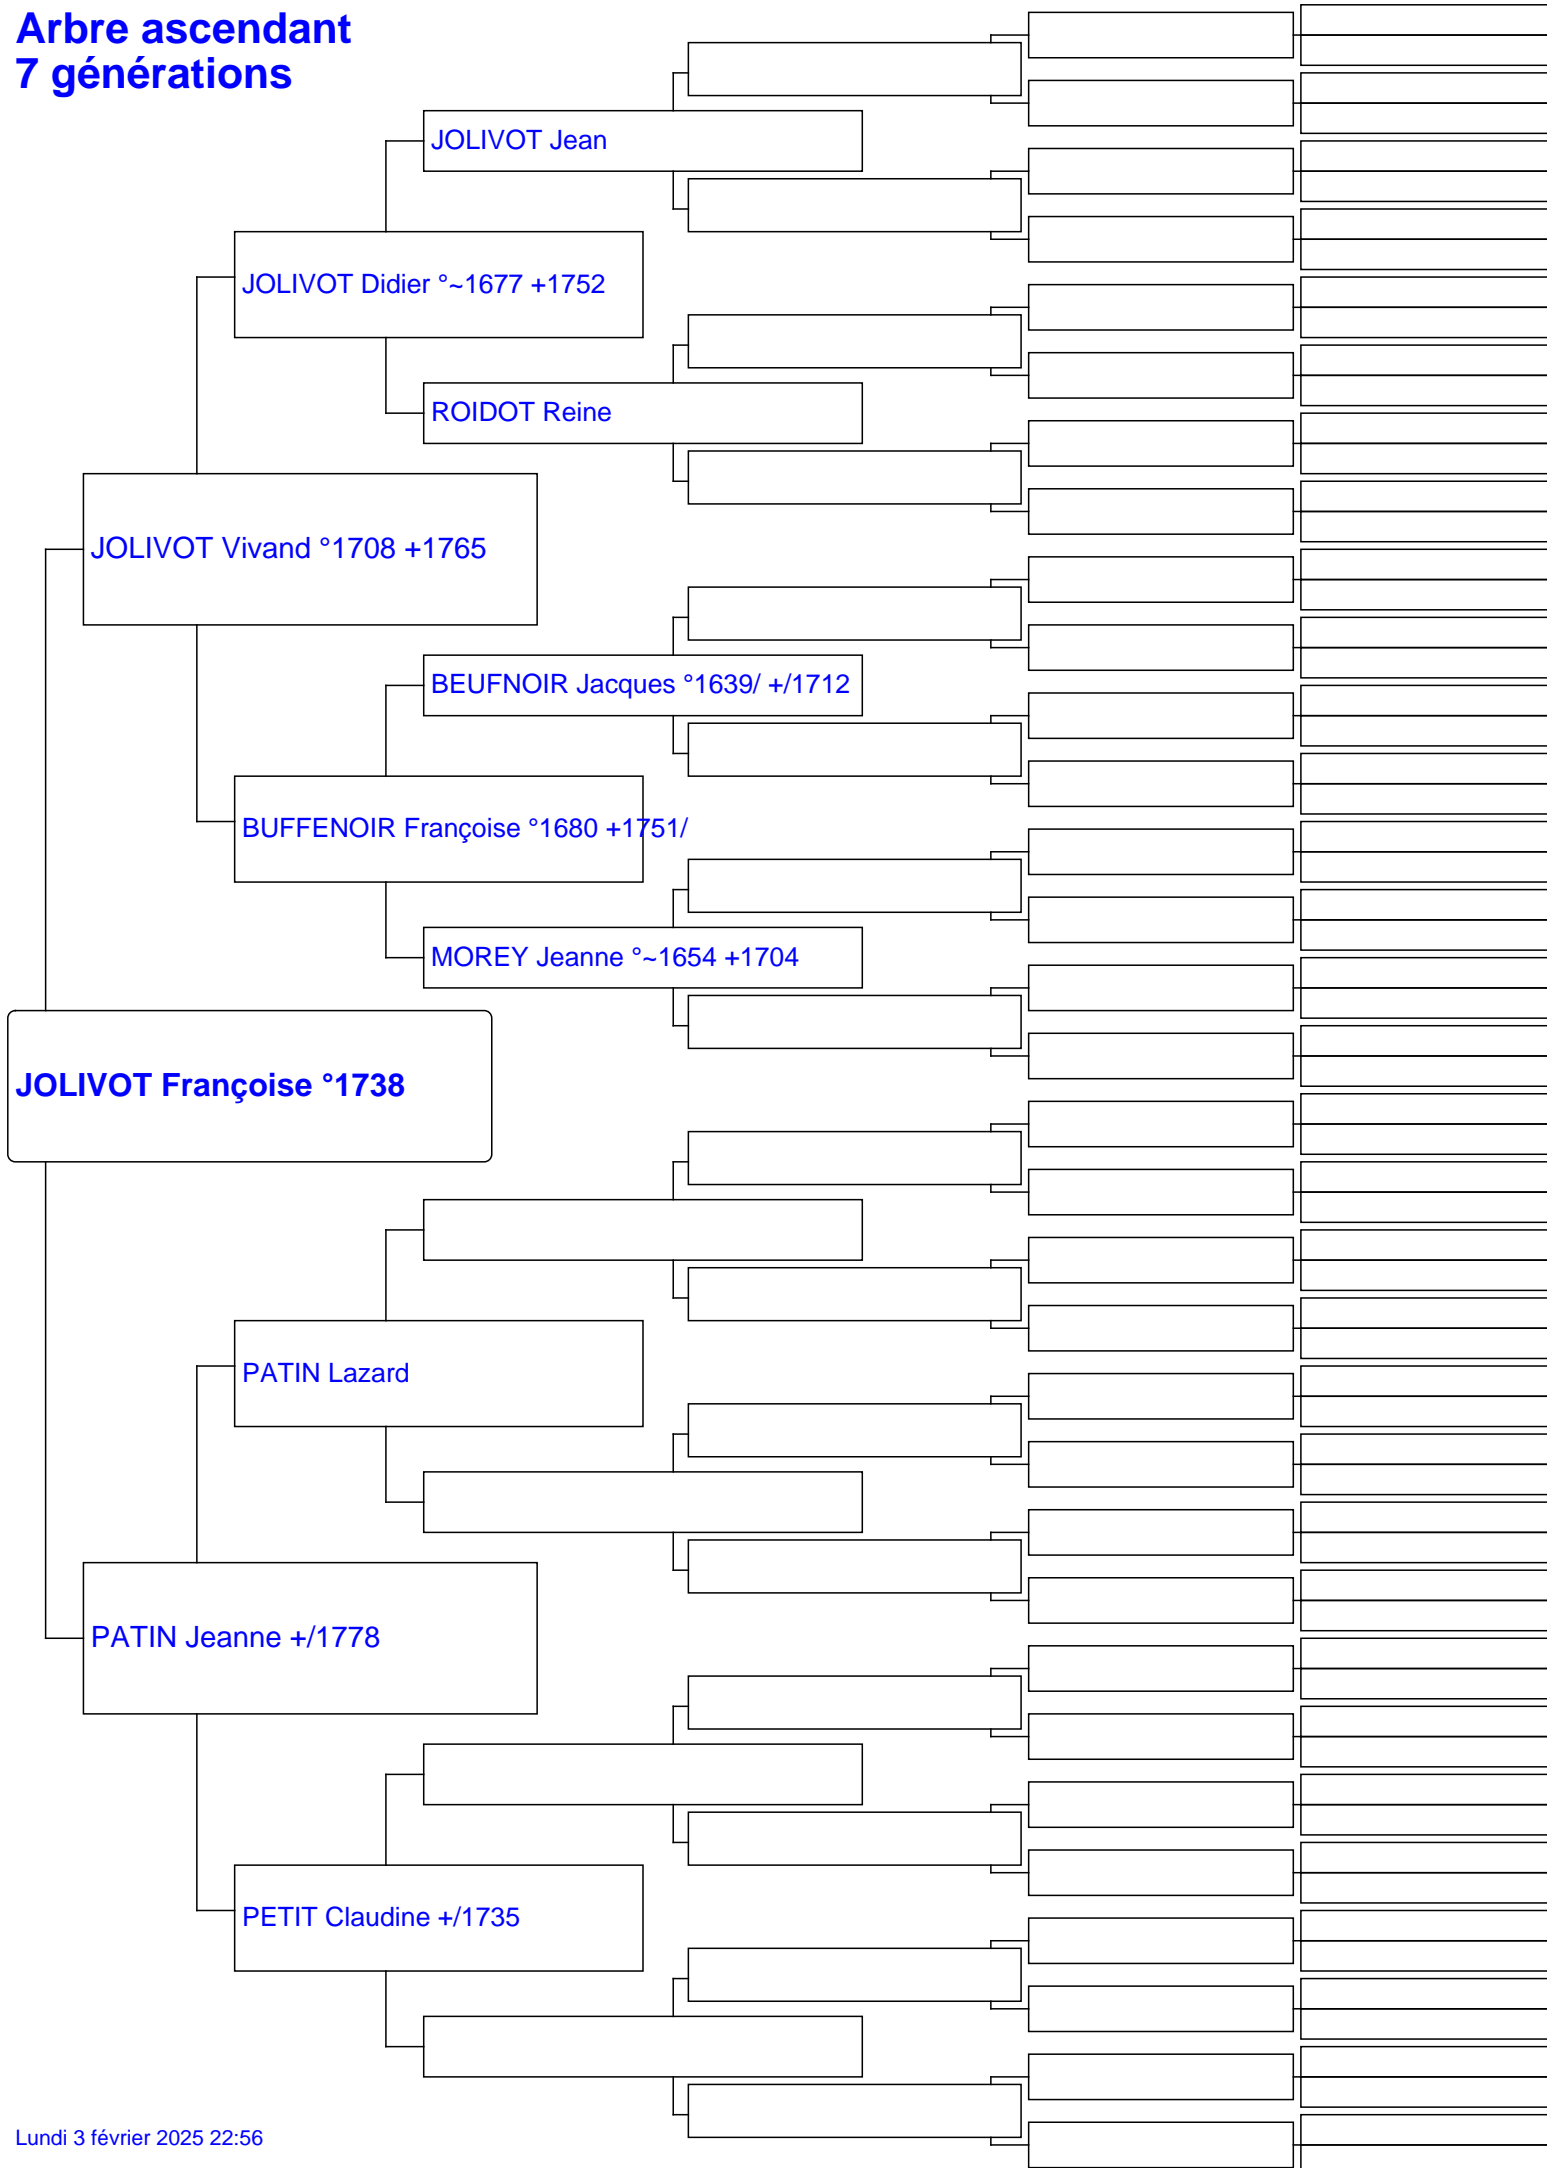 Arbre ascendant
7 générations
JOLIVOT Jean
JOLIVOT Didier °~1677 +1752
ROIDOT Reine
JOLIVOT Vivand °1708 +1765
BEUFNOIR Jacques °1639/ +/1712
BUFFENOIR Françoise °1680 +1751/
MOREY Jeanne °~1654 +1704
JOLIVOT Françoise °1738
PATIN Lazard
PATIN Jeanne +/1778
PETIT Claudine +/1735
Lundi 3 février 2025 22:56